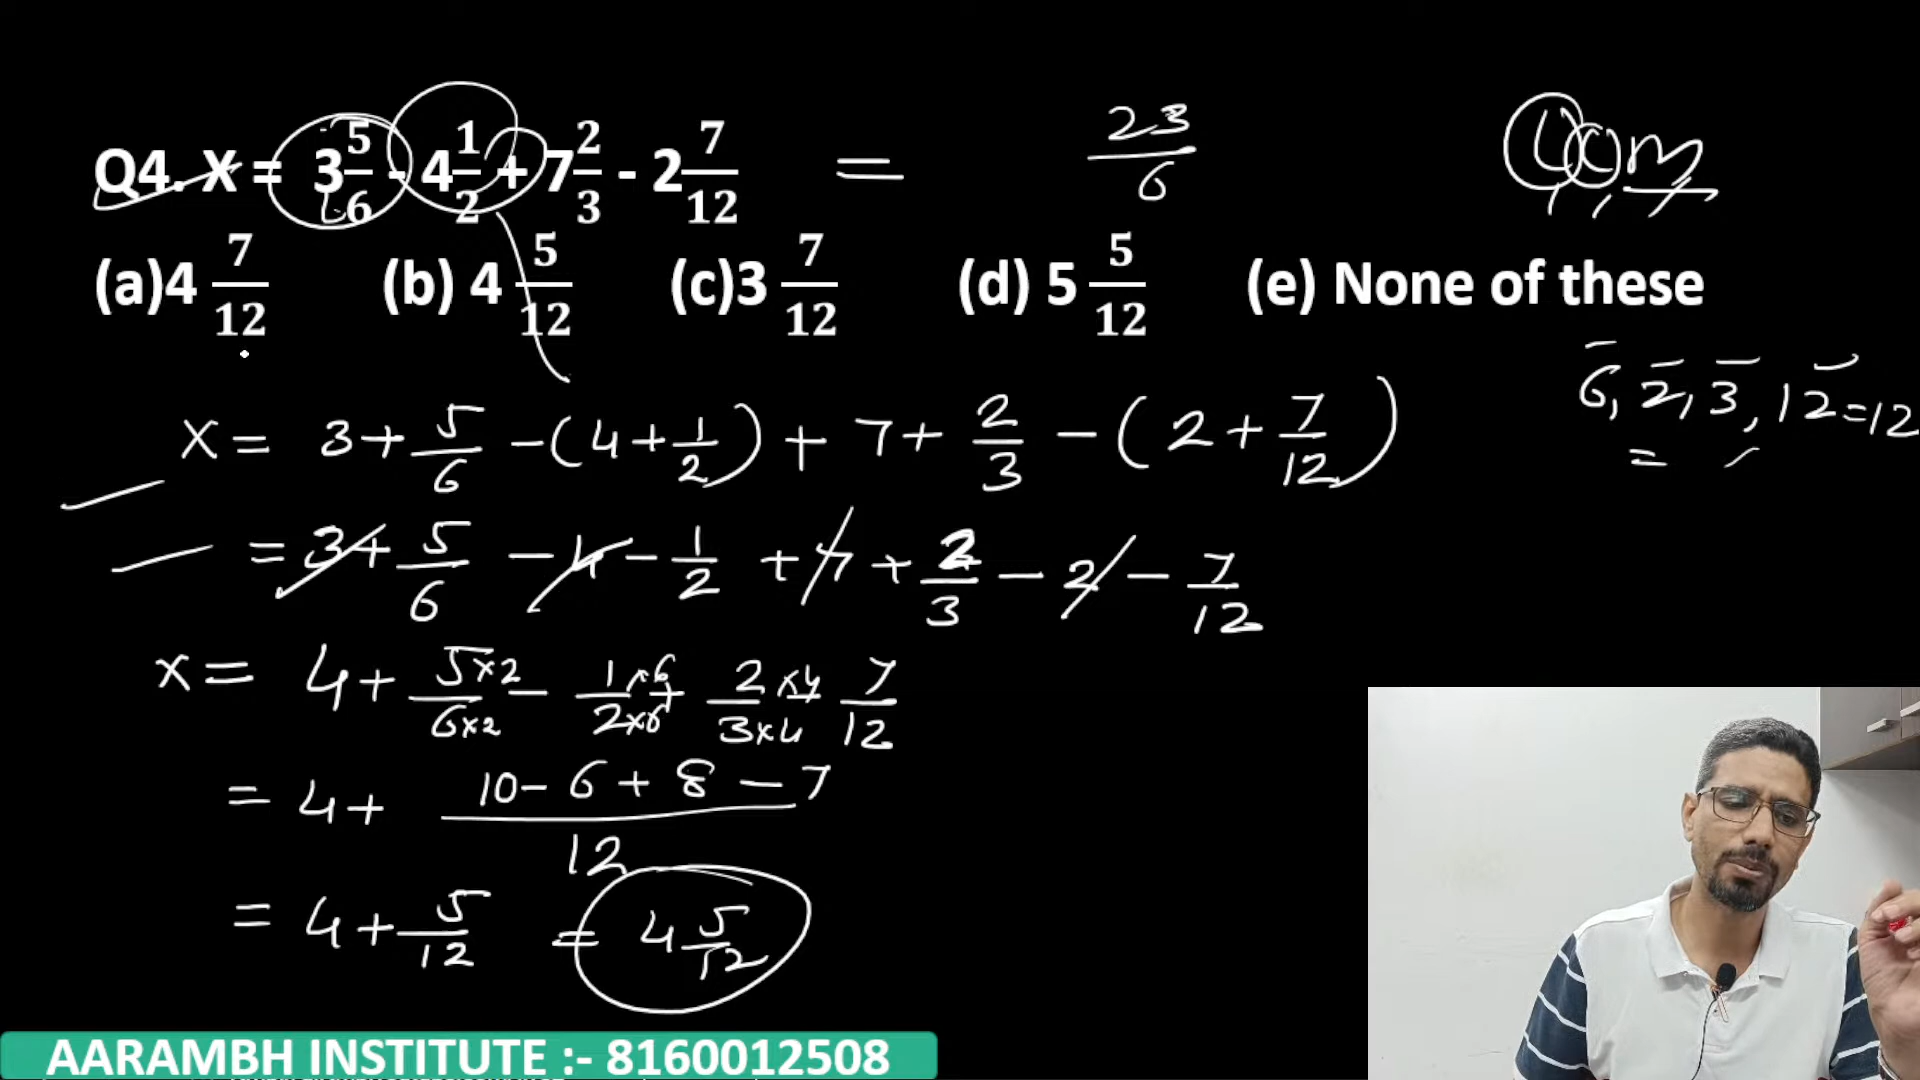 Q4. X = 3 5/6 - 4 1/2 + 7 2/3 - 2 7/12 = 23/6 LCM
(a)4 7/12 (b) 4 5/12 (c)3 7/12 (d) 5 5/12 (e) None of these
6, 2, 3, 12 = 12
X = 3 + 5/6 - (4 + 1/2) + 7 + 2/3 - (2 + 7/12)
= 3 + 5/6 - 4 - 1/2 + 7 + 2/3 - 2 - 7/12
X = 4 + 5×2/6×2 - 1×6/2×6 + 2×4/3×4 - 7/12
= 4 + 10 - 6 + 8 - 7/12
= 4 + 5/12 = 4 5/12
AARAMBH INSTITUTE :- 8160012508